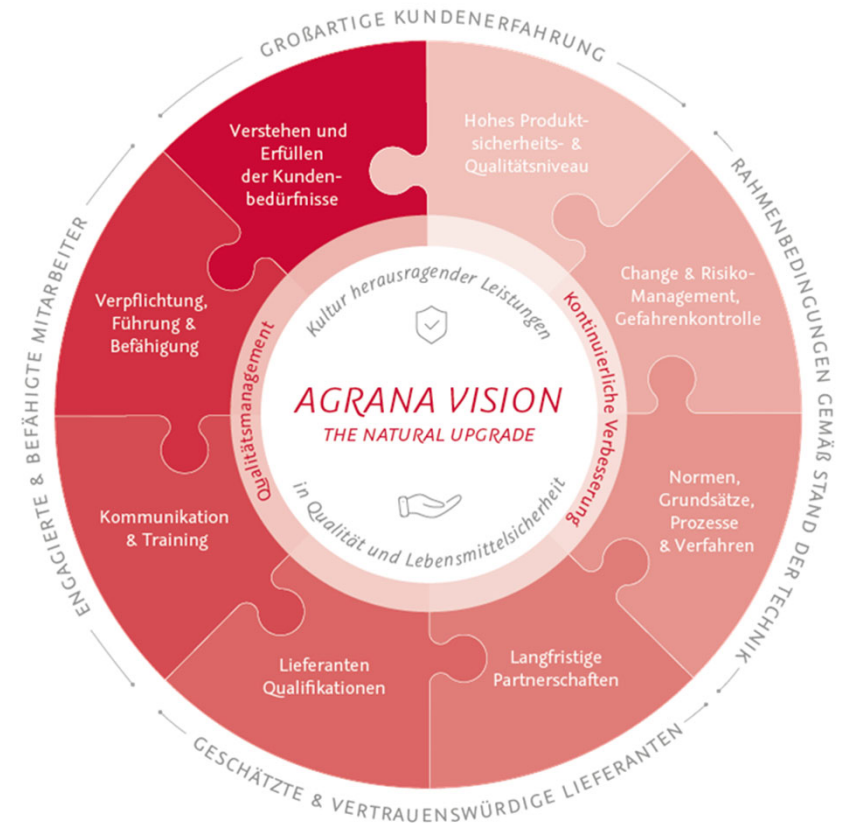 GROßARTIGE KUNDENERFAHRUNG
Verstehen und
Erfüllen
der Kunden-
bedürfnisse
Hohes Produkt-
sicherheits- &
Qualitätsniveau
RAHMENBEDINGUNGEN GEMÄß STAND DER TECHNIK
Change & Risiko-
Management,
Gefahrenkontrolle
Normen,
Grundsätze,
Prozesse
& Verfahren
Langfristige
Partnerschaften
GESCHÄTZTE & VERTRAUENSWÜRDIGE LIEFERANTEN
Lieferanten
Qualifikationen
Kommunikation
& Training
ENGAGIERTE & BEFÄHIGTE MITARBEITER
Verpflichtung,
Führung &
Befähigung
Qualitätsmanagement
Kontinuierliche Verbesserung
Kultur herausragender Leistungen
AGRANA VISION
THE NATURAL UPGRADE
in Qualität und Lebensmittelsicherheit